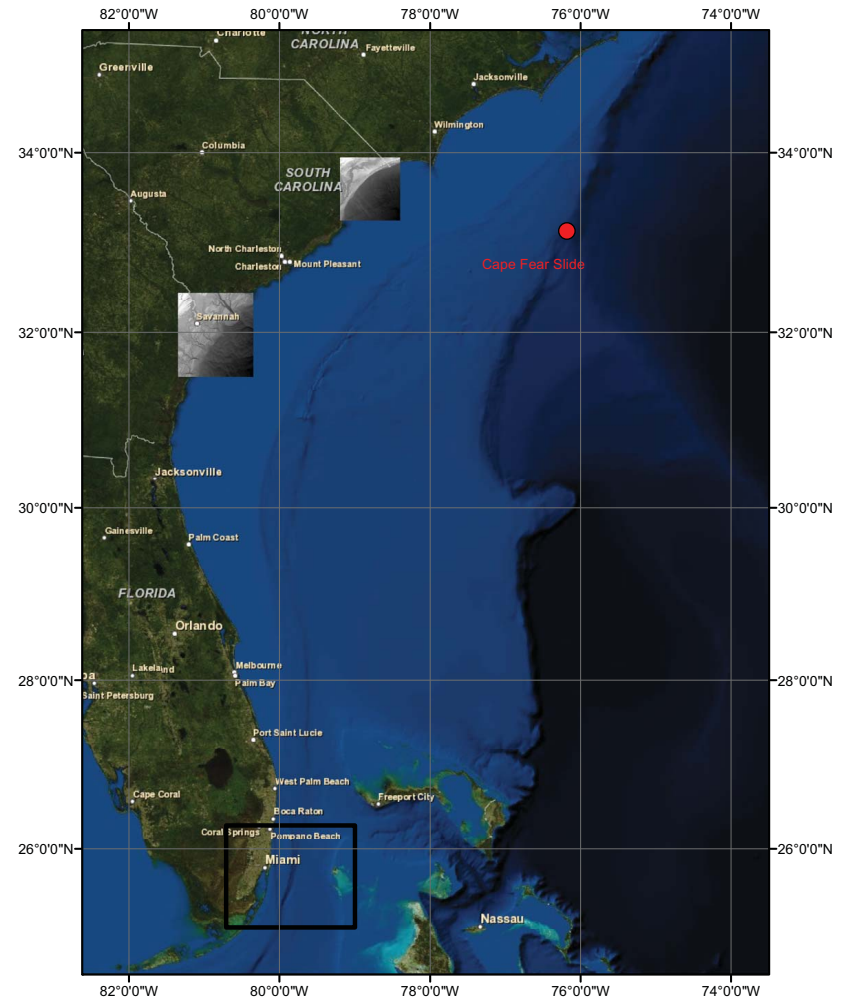 82°0'0"W 80°0'0"W 78°0'0"W 76°0'0"W 74°0'0"W
Charlotte
NORTH
CAROLINA
Fayetteville
Greenville
Jacksonville
Wilmington
34°0'0"N
Columbia
34°0'0"N
SOUTH
CAROLINA
Augusta
North Charleston
Charleston
Mount Pleasant
Cape Fear Slide
Savannah
32°0'0"N
32°0'0"N
Jacksonville
30°0'0"N
30°0'0"N
Gainesville
Palm Coast
FLORIDA
Orlando
Lakeland
Melbourne
pa
28°0'0"N
Palm Bay
28°0'0"N
Saint Petersburg
Port Saint Lucie
West Palm Beach
Cape Coral
Freeport City
Boca Raton
Coral Springs
Pompano Beach
26°0'0"N
Miami
26°0'0"N
Nassau
82°0'0"W 80°0'0"W 78°0'0"W 76°0'0"W 74°0'0"W